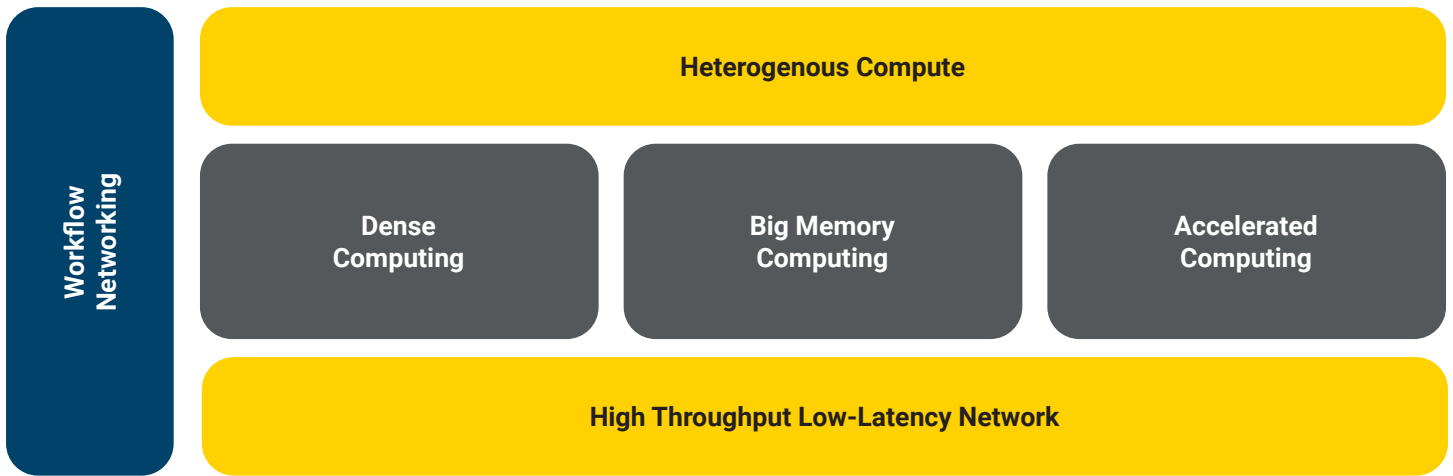 Workflow
Networking
Heterogenous Compute
Dense
Computing
Big Memory
Computing
Accelerated
Computing
High Throughput Low-Latency Network